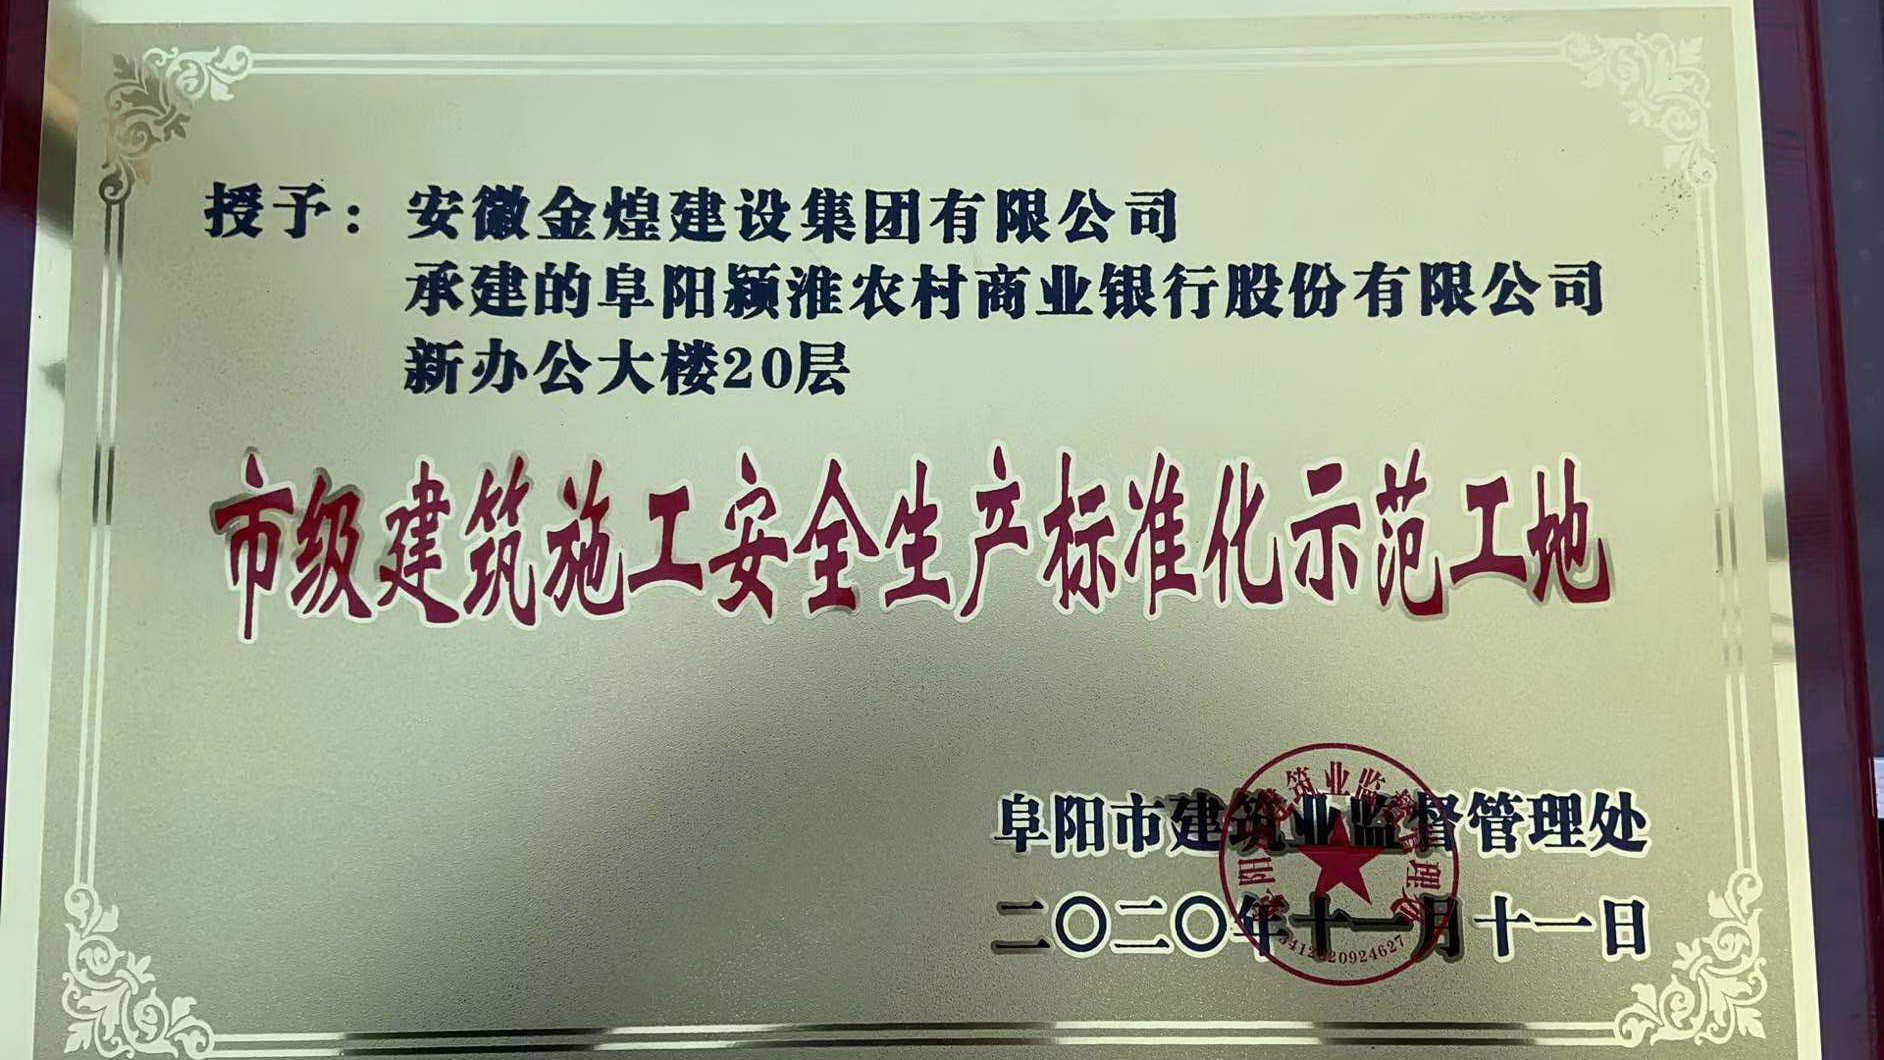 授予：安徽金煌建设集团有限公司
承建的阜阳颍淮农村商业银行股份有限公司
新办公大楼20层
市级建筑施工安全生产标准化示范工地
阜阳市建筑业监督管理处
二〇二〇年十一月十一日